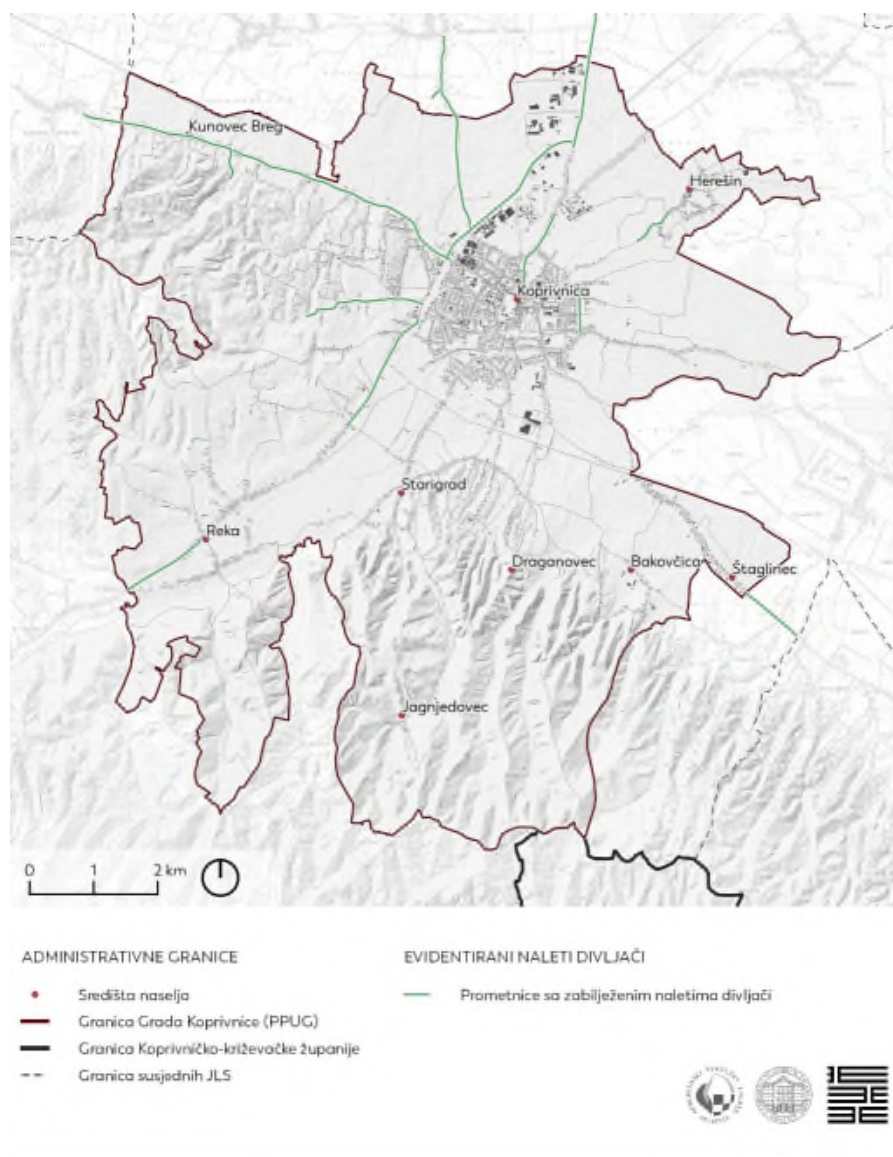 Kunovec Breg
Herešin
Koprivnica
Starigrad
Reka
Draganovec
Bakovčica
Štaglinec
Jagnjedovec
0 1 2 km
ADMINISTRATIVNE GRANICE
Središta naselja
Granica Grada Koprivnice (PPUG)
Granica Koprivničko-križevačke županije
Granica susjednih JLS
EVIDENTIRANI NALETI DIVLJAČI
Prometnice sa zabilježenim naletima divljači